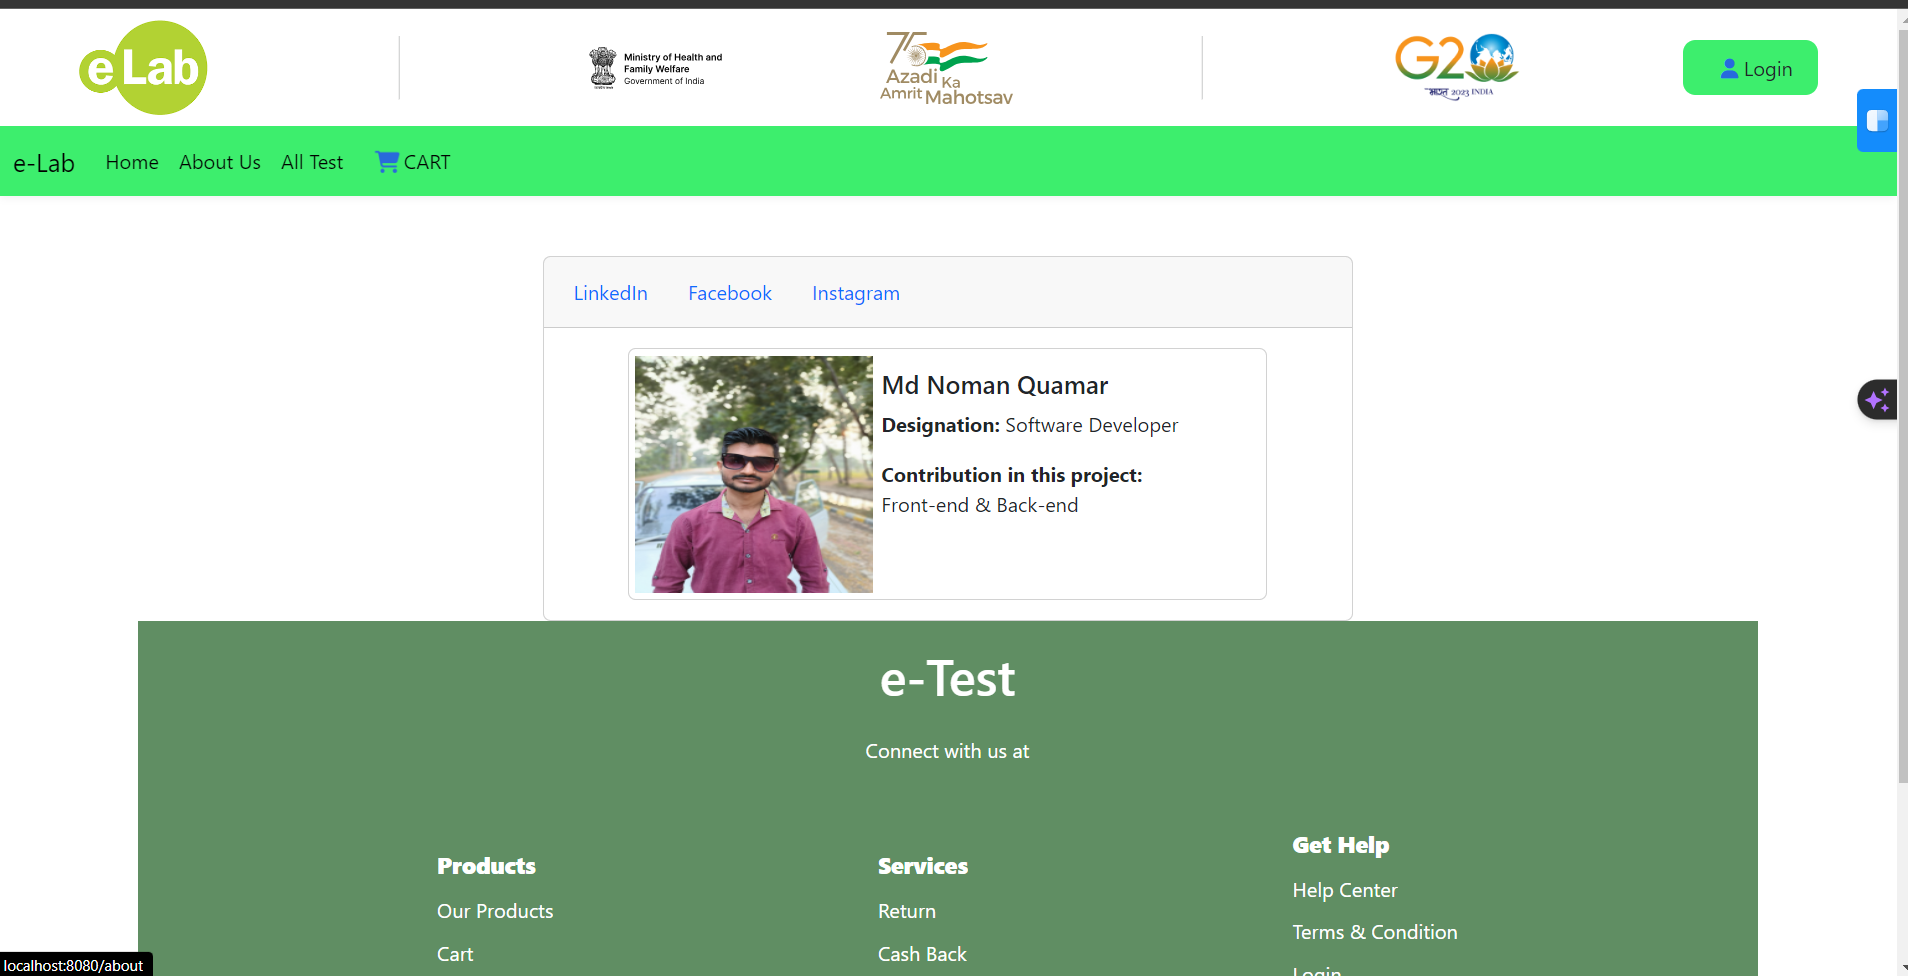 e Lab
Ministry of Health and
Family Welfare
Government of India
75
Azadi
Ka
Amrit Mahotsav
G20
भारत 2023 INDIA
Login
e-Lab
Home
About Us
All Test
CART
LinkedIn
Facebook
Instagram
Md Noman Quamar
Designation: Software Developer
Contribution in this project:
Front-end & Back-end
e-Test
Connect with us at
Products
Our Products
Cart
Services
Return
Cash Back
Get Help
Help Center
Terms & Condition
Login
localhost:8080/about